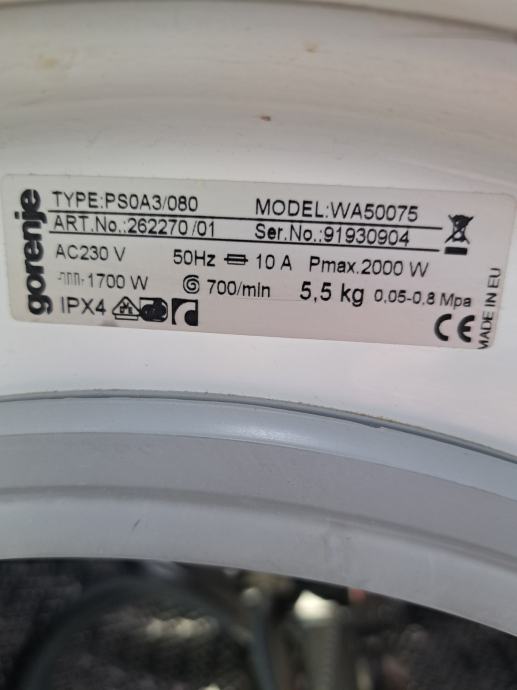 gorenje
TYPE:PS0A3/080 MODEL:WA50075
ART.No.:262270/01 Ser.No.:91930904
AC230 V 50Hz 10 A Pmax.2000 W
1700 W 700/min 5,5 kg 0,05-0,8 Mpa
IPX4 CE
MADE IN EU